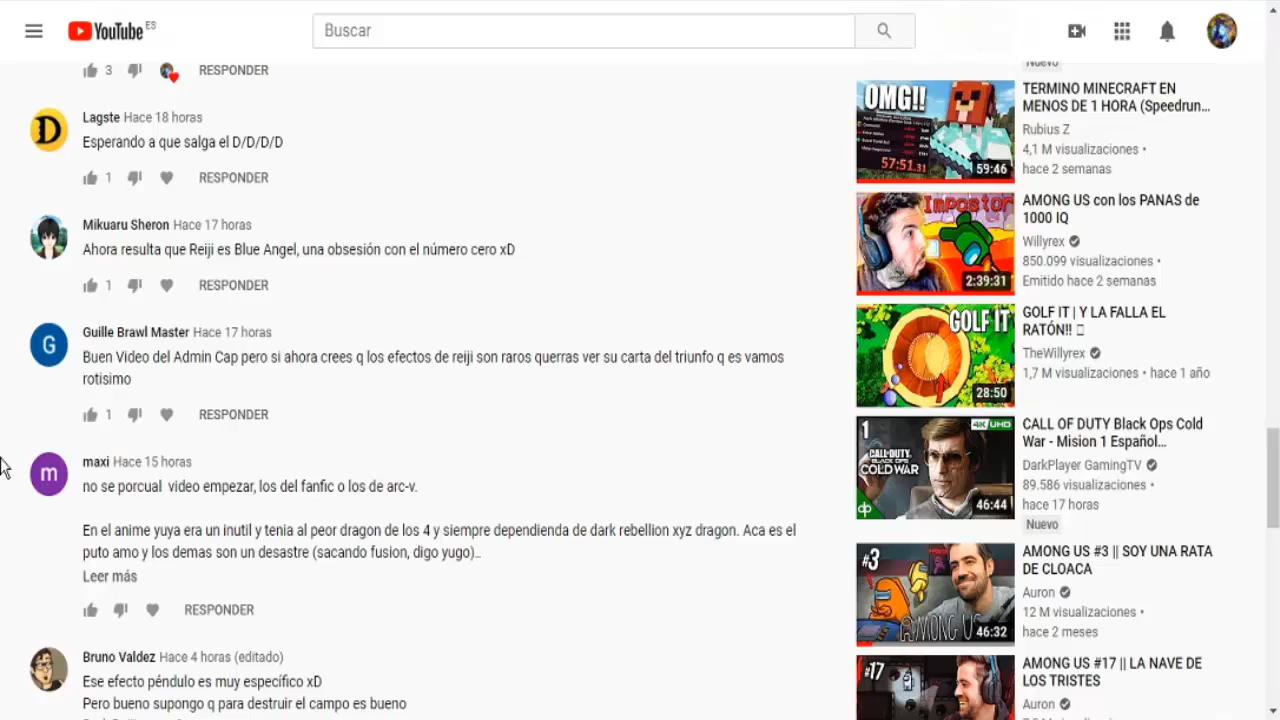 YouTube ES
Buscar
3 RESPONDER
Lagste Hace 18 horas
Esperando a que salga el D/D/D/D
1 RESPONDER
Mikuaru Sheron Hace 17 horas
Ahora resulta que Reiji es Blue Angel, una obsesión con el número cero xD
1 RESPONDER
G
Guille Brawl Master Hace 17 horas
Buen Video del Admin Cap pero si ahora crees q los efectos de reiji son raros querras ver su carta del triunfo q es vamos
rotisimo
1 RESPONDER
m
maxi Hace 15 horas
no se porcual video empezar, los del fanfic o los de arc-v.
En el anime yuya era un inutil y tenia al peor dragon de los 4 y siempre dependienda de dark rebellion xyz dragon. Aca es el
puto amo y los demas son un desastre (sacando fusion, digo yugo)...
Leer más
RESPONDER
Bruno Valdez Hace 4 horas (editado)
Ese efecto pendulo es muy específico xD
Pero bueno supongo q para destruir el campo es bueno
Nuevo
OMG!!
57:51.31
59:46
TERMINO MINECRAFT EN
MENOS DE 1 HORA (Speedrun...
Rubius Z
4,1 M visualizaciones •
hace 2 semanas
Impostor
2:39:31
AMONG US con los PANAS de
1000 IQ
Willyrex
850.099 visualizaciones •
Emitido hace 2 semanas
GOLF IT
28:50
GOLF IT | Y LA FALLA EL
RATÓN!!
TheWillyrex
1,7 M visualizaciones • hace 1 año
1
4K UHD
CALL OF DUTY
BLACK OPS
COLD WAR
46:44
CALL OF DUTY Black Ops Cold
War - Mision 1 Español...
DarkPlayer GamingTV
89.586 visualizaciones •
hace 17 horas
Nuevo
#3
AMONG US
46:32
AMONG US #3 || SOY UNA RATA
DE CLOACA
Auron
12 M visualizaciones •
hace 2 meses
#17
AMONG US #17 || LA NAVE DE
LOS TRISTES
Auron